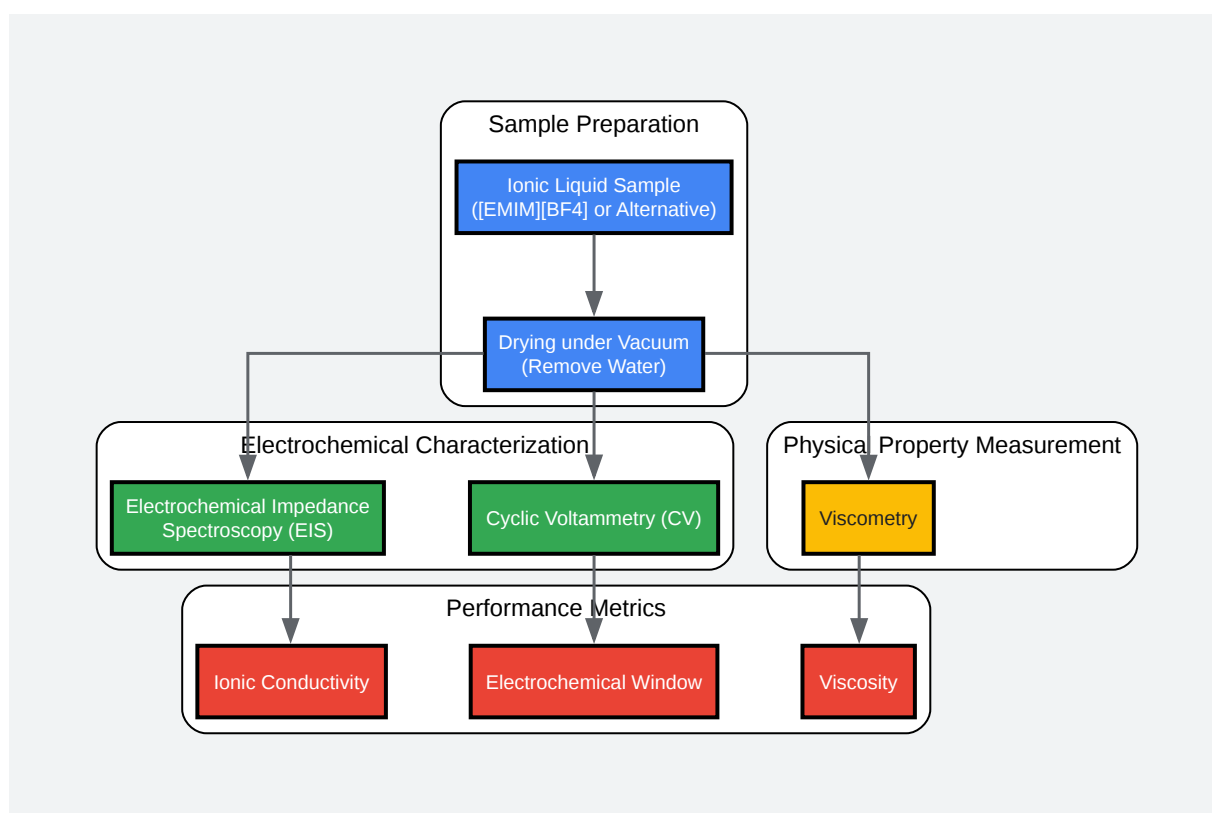 Sample Preparation
Ionic Liquid Sample
([EMIM][BF4] or Alternative)
Drying under Vacuum
(Remove Water)
Electrochemical Characterization
Physical Property Measurement
Electrochemical Impedance
Spectroscopy (EIS)
Cyclic Voltammetry (CV)
Viscometry
Performance Metrics
Ionic Conductivity
Electrochemical Window
Viscosity